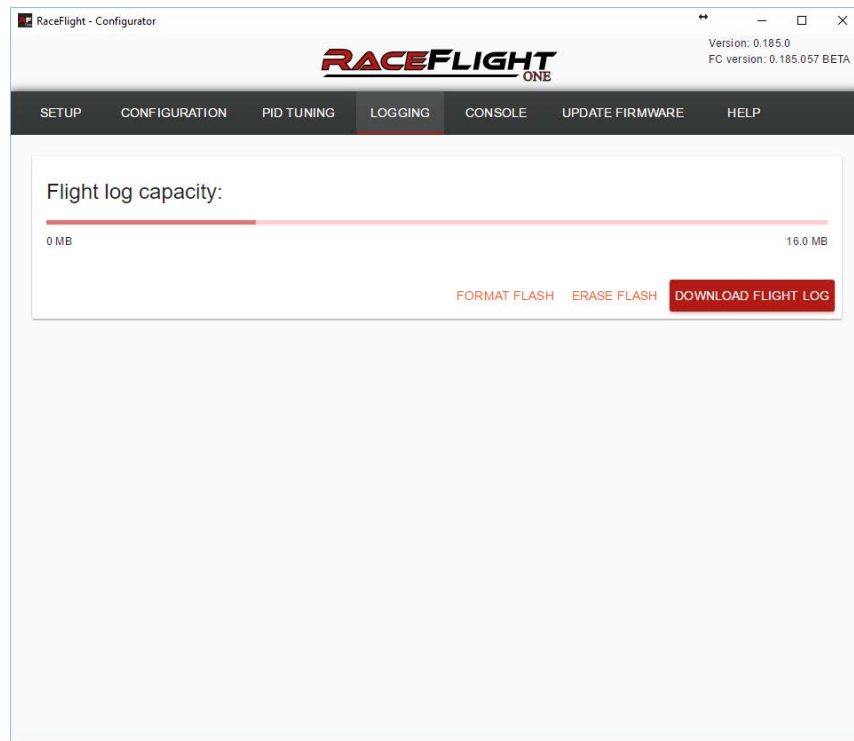 RaceFlight - Configurator
Version: 0.185.0
FC version: 0.185.057 BETA
RACEFLIGHT
ONE
SETUP CONFIGURATION PID TUNING LOGGING CONSOLE UPDATE FIRMWARE HELP
Flight log capacity:
0 MB 16.0 MB
FORMAT FLASH ERASE FLASH DOWNLOAD FLIGHT LOG